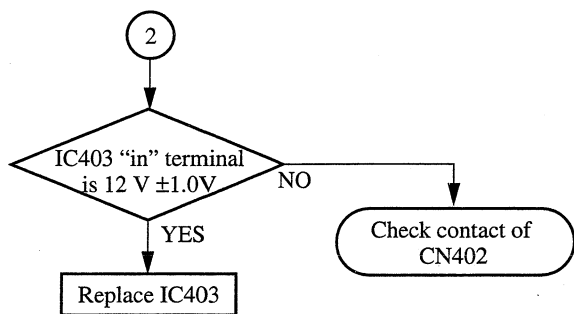 2
IC403 “in” terminal
is 12 V ±1.0V
NO
YES
Check contact of
CN402
Replace IC403